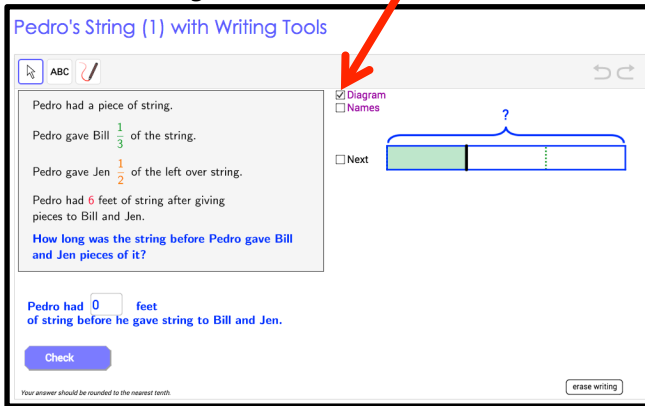 Pedro's String (1) with Writing Tools
ABC
Pedro had a piece of string.
Pedro gave Bill 1/3 of the string.
Pedro gave Jen 1/2 of the left over string.
Pedro had 6 feet of string after giving
pieces to Bill and Jen.
How long was the string before Pedro gave Bill
and Jen pieces of it?
Diagram
Names
?
Next
Pedro had 0 feet
of string before he gave string to Bill and Jen.
Check
Your answer should be rounded to the nearest tenth.
erase writing